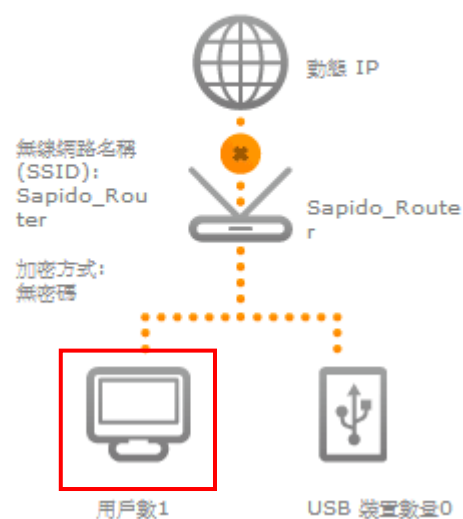 動態 IP
無線網路名稱
(SSID):
Sapido_Rou
ter
Sapido_Route
r
加密方式:
無密碼
用戶數1
USB 裝置數量0